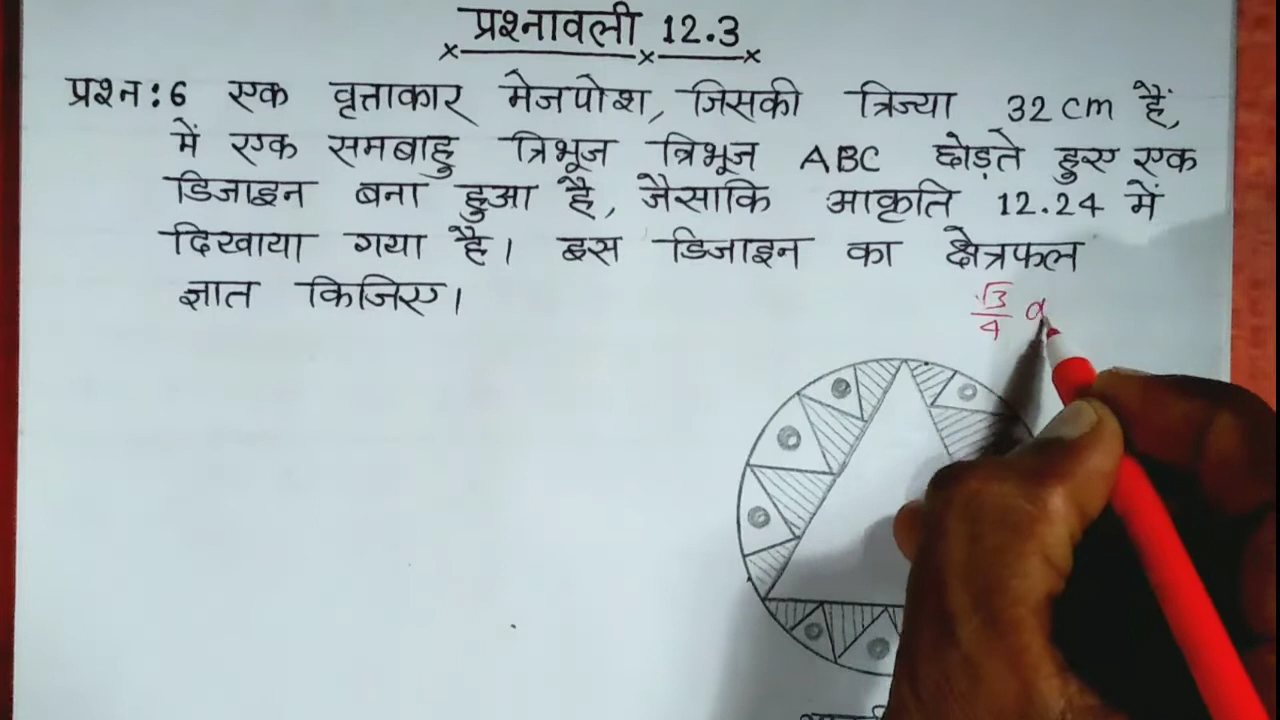 प्रश्नावली 12.3
प्रश्न:6 एक वृत्ताकार मेजपोश, जिसकी त्रिज्या 32 cm हैं,
में एक समबाहु त्रिभूज त्रिभूज ABC छोड़ते हुए एक
डिजाइन बना हुआ है, जैसाकि आकृति 12.24 में
दिखाया गया है। इस डिजाइन का क्षेत्रफल
ज्ञात किजिए।
√3/4 a